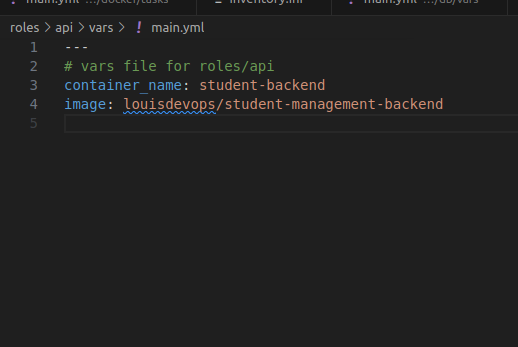 main.yml .../docker/tasks
inventory.ini
main.yml .../db/vars
roles > api > vars > ! main.yml
1 ---
2 # vars file for roles/api
3 container_name: student-backend
4 image: louisdevops/student-management-backend
5